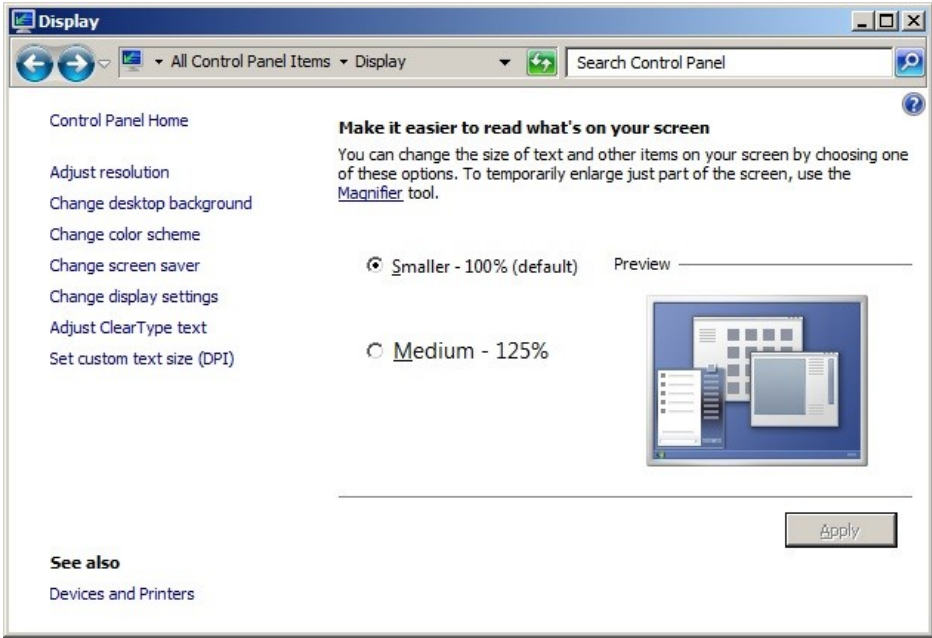 Display
All Control Panel Items Display
Search Control Panel
Control Panel Home
Adjust resolution
Change desktop background
Change color scheme
Change screen saver
Change display settings
Adjust ClearType text
Set custom text size (DPI)
See also
Devices and Printers
Make it easier to read what's on your screen
You can change the size of text and other items on your screen by choosing one
of these options. To temporarily enlarge just part of the screen, use the
Magnifier tool.
Smaller - 100% (default)
Preview
Medium - 125%
Apply